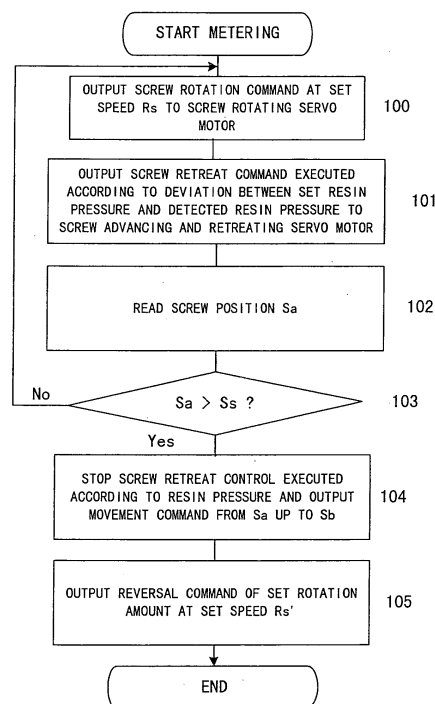 START METERING
OUTPUT SCREW ROTATION COMMAND AT SET
SPEED Rs TO SCREW ROTATING SERVO
MOTOR
100
OUTPUT SCREW RETREAT COMMAND EXECUTED
ACCORDING TO DEVIATION BETWEEN SET RESIN
PRESSURE AND DETECTED RESIN PRESSURE TO
SCREW ADVANCING AND RETREATING SERVO MOTOR
101
READ SCREW POSITION Sa
102
No
Sa > Ss ?
103
Yes
STOP SCREW RETREAT CONTROL EXECUTED
ACCORDING TO RESIN PRESSURE AND OUTPUT
MOVEMENT COMMAND FROM Sa UP TO Sb
104
OUTPUT REVERSAL COMMAND OF SET ROTATION
AMOUNT AT SET SPEED Rs'
105
END